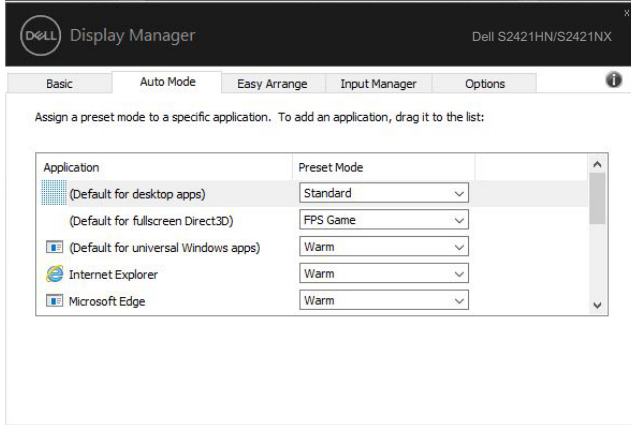 DELL Display Manager Dell S2421HN/S2421NX x
Basic Auto Mode Easy Arrange Input Manager Options i
Assign a preset mode to a specific application. To add an application, drag it to the list:
Application Preset Mode
(Default for desktop apps) Standard
(Default for fullscreen Direct3D) FPS Game
(Default for universal Windows apps) Warm
Internet Explorer Warm
Microsoft Edge Warm